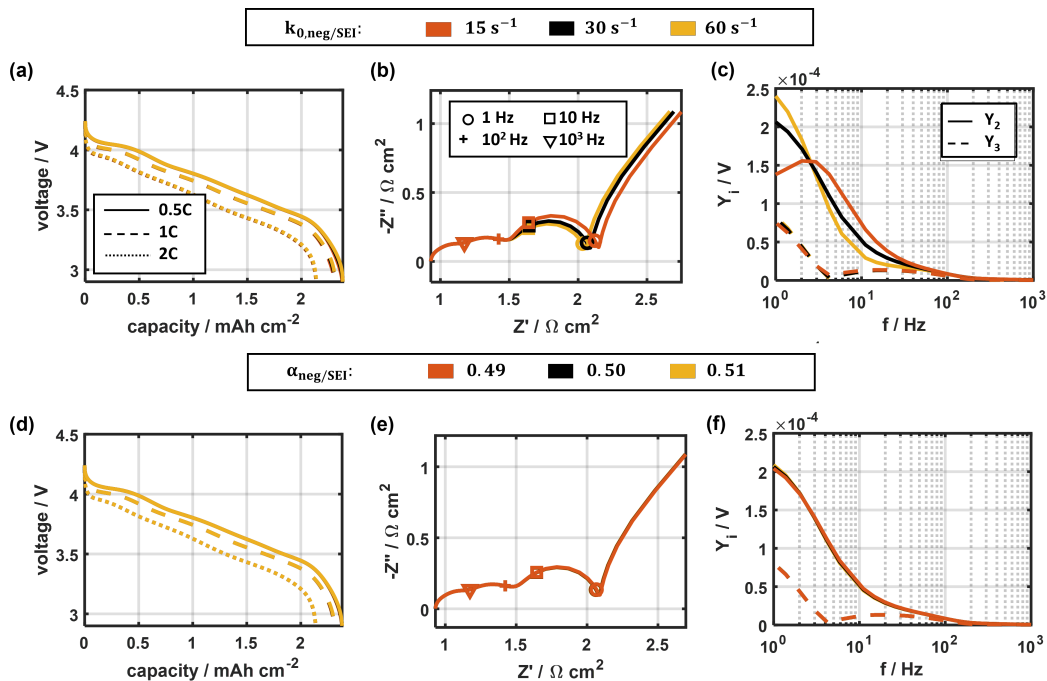 k0,neg/SEI: 15 s−1 30 s−1 60 s−1
(a) (b) (c)
4.5
4
3.5
3
voltage / V
0.5C
1C
2C
0 0.5 1 1.5 2
capacity / mAh cm-2
1 Hz 10 Hz
10² Hz 10³ Hz
1
0.5
0
-Z'' / Ω cm2
1 1.5 2 2.5
Z' / Ω cm2
×10-4
2.5
2
1.5
1
0.5
0
Yi / V
Y2
Y3
10⁰ 10¹ 10² 10³
f / Hz
αneg/SEI: 0.49 0.50 0.51
(d) (e) (f)
4.5
4
3.5
3
voltage / V
0 0.5 1 1.5 2
capacity / mAh cm-2
1
0.5
0
-Z'' / Ω cm2
1 1.5 2 2.5
Z' / Ω cm2
×10-4
2.5
2
1.5
1
0.5
0
Yi / V
10⁰ 10¹ 10² 10³
f / Hz